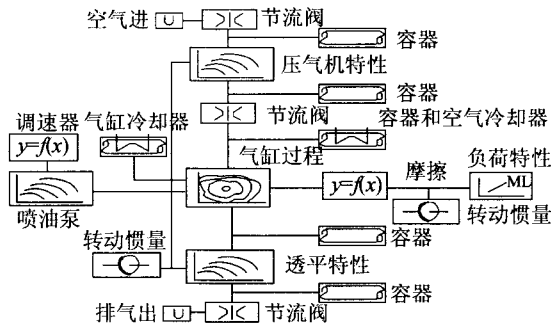 空气进 节流阀
容器
压气机特性
容器
节流阀
容器和空气冷却器
调速器 气缸冷却器
y=f(x)
气缸过程
喷油泵
y=f(x)
摩擦 负荷特性
ML
转动惯量
转动惯量
容器
透平特性
容器
排气出 节流阀